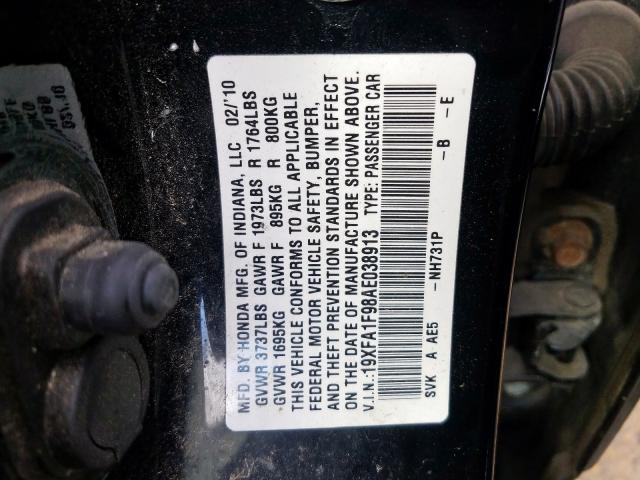 MFD. BY HONDA MFG. OF INDIANA, LLC 02/'10
GVWR 3737LBS GAWR F 1973LBS R 1764LBS
GVWR 1695KG GAWR F 895KG R 800KG
THIS VEHICLE CONFORMS TO ALL APPLICABLE
FEDERAL MOTOR VEHICLE SAFETY, BUMPER,
AND THEFT PREVENTION STANDARDS IN EFFECT
ON THE DATE OF MANUFACTURE SHOWN ABOVE.
V.I.N.:19XFA1F98AE038913 TYPE: PASSENGER CAR
SVK A AE5 - NH731P - B - E